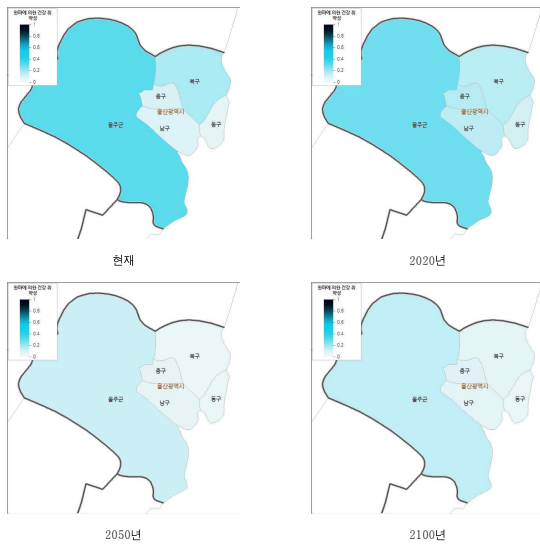 한파에 의한 건강 취
약성
1
0.8
0.6
0.4
0.2
0
북구
중구
울산광역시
울주군
남구
동구
현재
한파에 의한 건강 취
약성
1
0.8
0.6
0.4
0.2
0
북구
중구
울산광역시
울주군
남구
동구
2020년
한파에 의한 건강 취
약성
1
0.8
0.6
0.4
0.2
0
북구
중구
울산광역시
울주군
남구
동구
2050년
한파에 의한 건강 취
약성
1
0.8
0.6
0.4
0.2
0
북구
중구
울산광역시
울주군
남구
동구
2100년